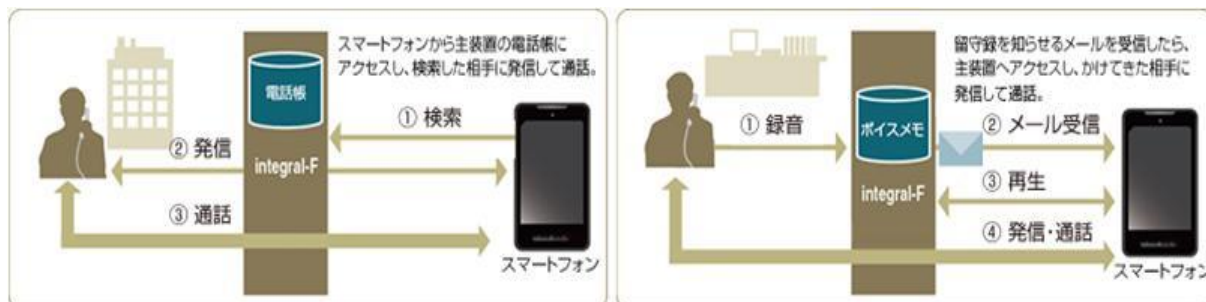 スマートフォンから主装置の電話帳に
アクセスし、検索した相手に発信して通話。
電話帳
① 検索
② 発信
integral-F
③ 通話
スマートフォン
留守録を知らせるメールを受信したら、
主装置へアクセスし、かけてきた相手に
発信して通話。
① 録音
ボイスメモ
② メール受信
integral-F
③ 再生
④ 発信・通話
スマートフォン